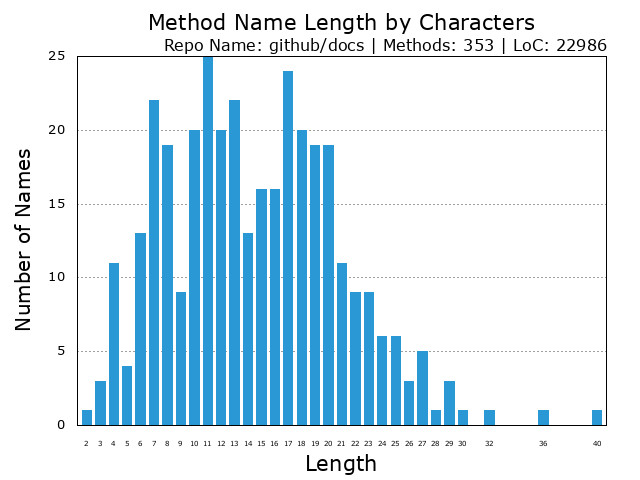 Method Name Length by Characters
Repo Name: github/docs | Methods: 353 | LoC: 22986
25
20
15
10
5
0
Number of Names
2 3 4 5 6 7 8 9 10 11 12 13 14 15 16 17 18 19 20 21 22 23 24 25 26 27 28 29 30 32 36 40
Length